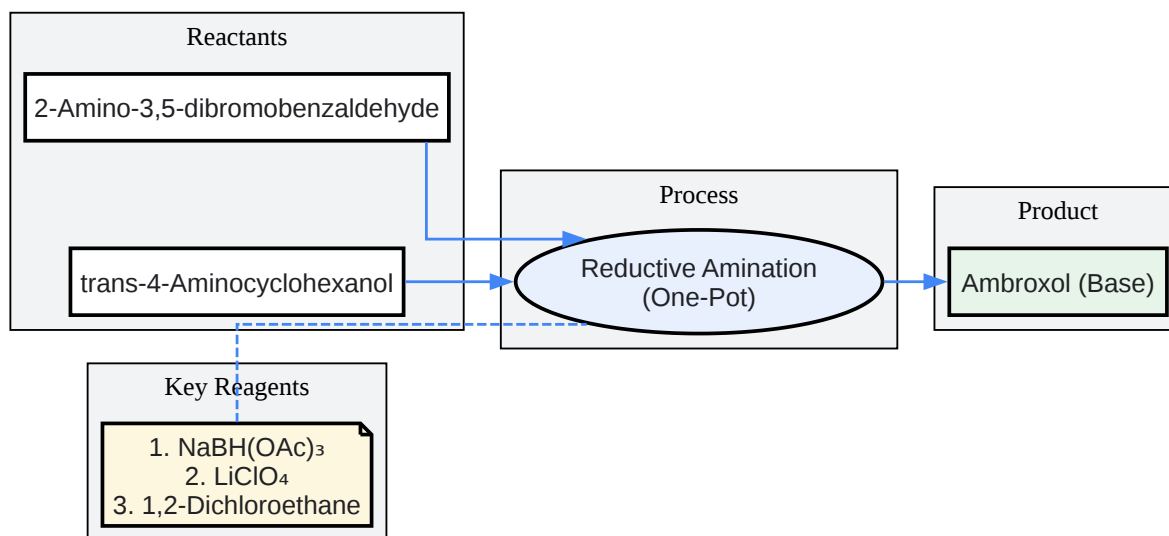 Reactants
2-Amino-3,5-dibromobenzaldehyde
trans-4-Aminocyclohexanol
Process
Reductive Amination
(One-Pot)
Product
Ambroxol (Base)
Key Reagents
1. NaBH(OAc)₃
2. LiClO₄
3. 1,2-Dichloroethane